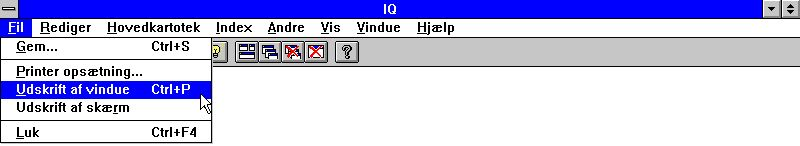 IQ
Fil Rediger Hovedkartotek Index Andre Vis Vindue Hjælp
Gem... Ctrl+S
Printer opsætning...
Udskrift af vindue Ctrl+P
Udskrift af skærm
Luk Ctrl+F4
?